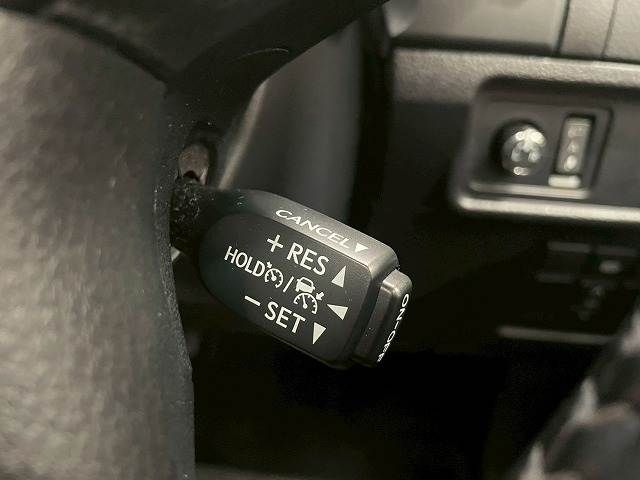 CANCEL▼
+ RES ▲
HOLD /
− SET ▼
ON-OFF